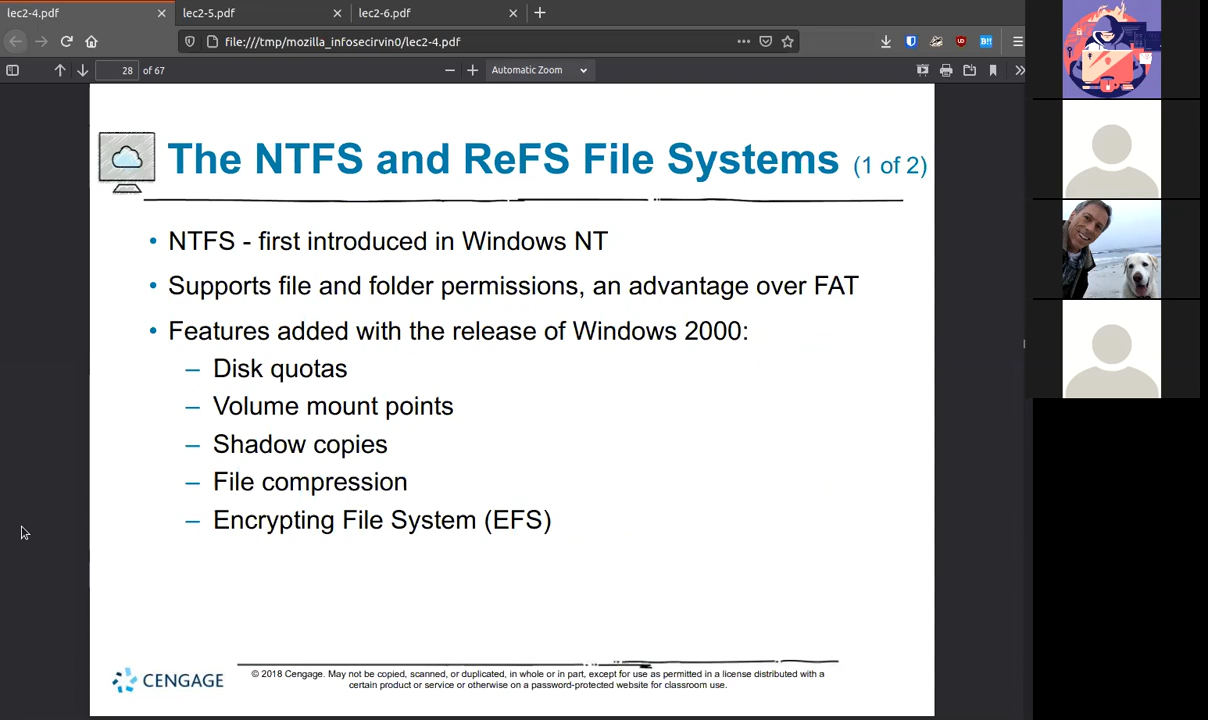 lec2-4.pdf
lec2-5.pdf
lec2-6.pdf
file:///tmp/mozilla_infosecirvin0/lec2-4.pdf
28 of 67
Automatic Zoom
The NTFS and ReFS File Systems (1 of 2)
• NTFS - first introduced in Windows NT
• Supports file and folder permissions, an advantage over FAT
• Features added with the release of Windows 2000:
– Disk quotas
– Volume mount points
– Shadow copies
– File compression
– Encrypting File System (EFS)
CENGAGE
© 2018 Cengage. May not be copied, scanned, or duplicated, in whole or in part, except for use as permitted in a license distributed with a
certain product or service or otherwise on a password-protected website for classroom use.